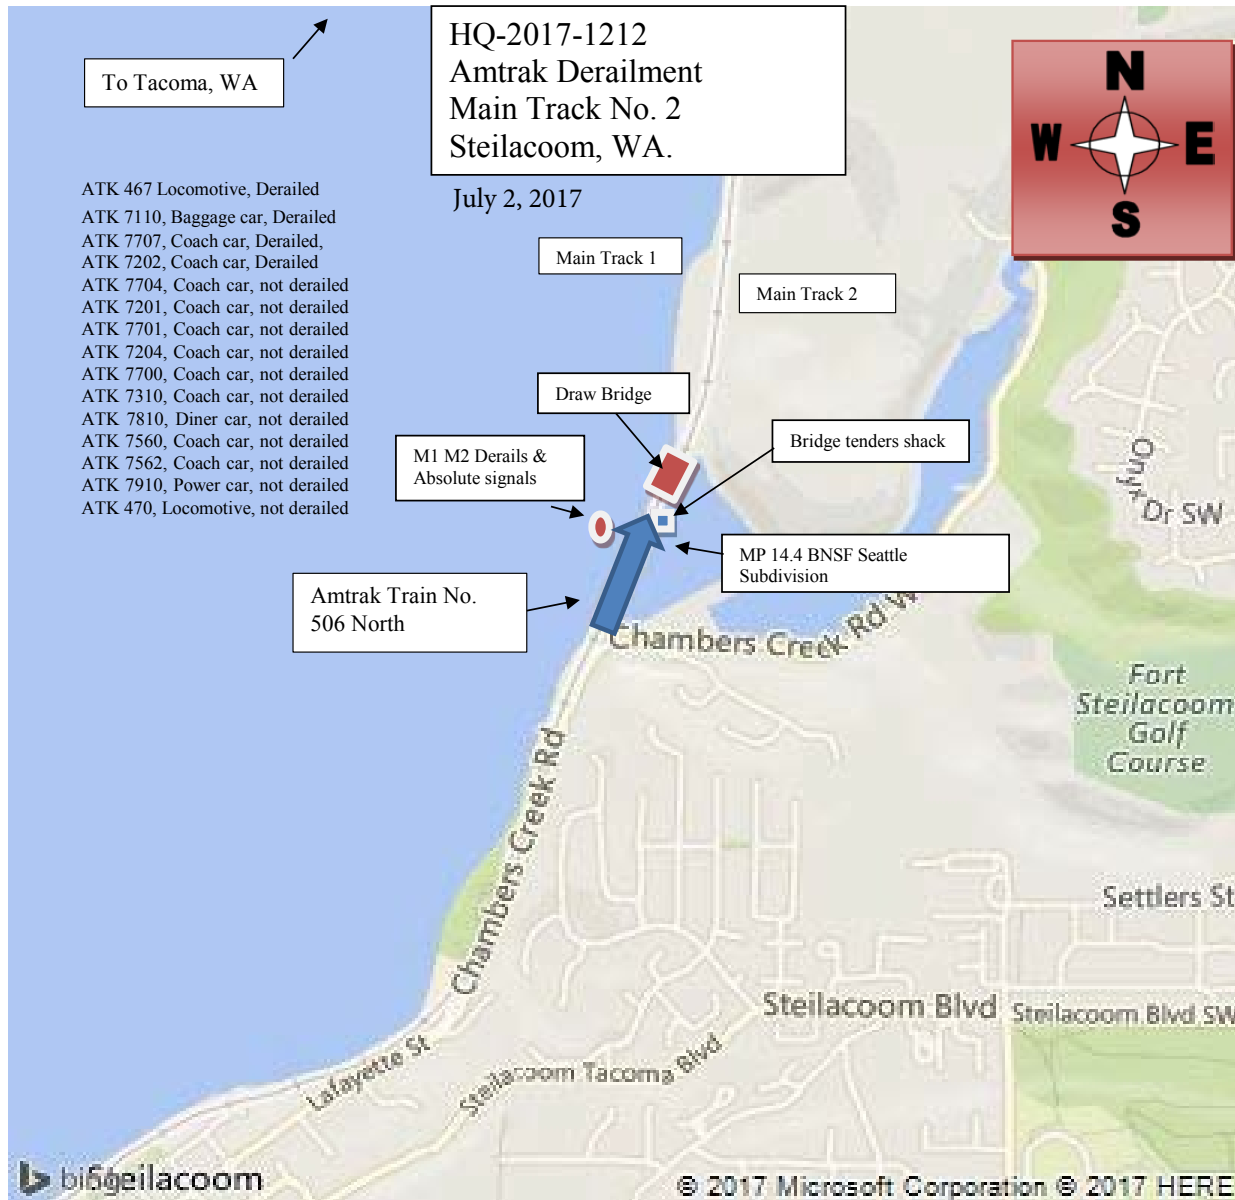 To Tacoma, WA
HQ-2017-1212
Amtrak Derailment
Main Track No. 2
Steilacoom, WA.
July 2, 2017
N
W E
S
ATK 467 Locomotive, Derailed
ATK 7110, Baggage car, Derailed
ATK 7707, Coach car, Derailed,
ATK 7202, Coach car, Derailed
ATK 7704, Coach car, not derailed
ATK 7201, Coach car, not derailed
ATK 7701, Coach car, not derailed
ATK 7204, Coach car, not derailed
ATK 7700, Coach car, not derailed
ATK 7310, Coach car, not derailed
ATK 7810, Diner car, not derailed
ATK 7560, Coach car, not derailed
ATK 7562, Coach car, not derailed
ATK 7910, Power car, not derailed
ATK 470, Locomotive, not derailed
Main Track 1
Main Track 2
Draw Bridge
Bridge tenders shack
M1 M2 Derails &
Absolute signals
MP 14.4 BNSF Seattle
Subdivision
Amtrak Train No.
506 North
Onyx Dr SW
Chambers Creek Rd W
Fort
Steilacoom
Golf
Course
Chambers Creek Rd
Settlers St
Steilacoom Blvd
Steilacoom Blvd SW
Lafayette St
Steilacoom Tacoma Blvd
bing
Steilacoom
© 2017 Microsoft Corporation © 2017 HERE